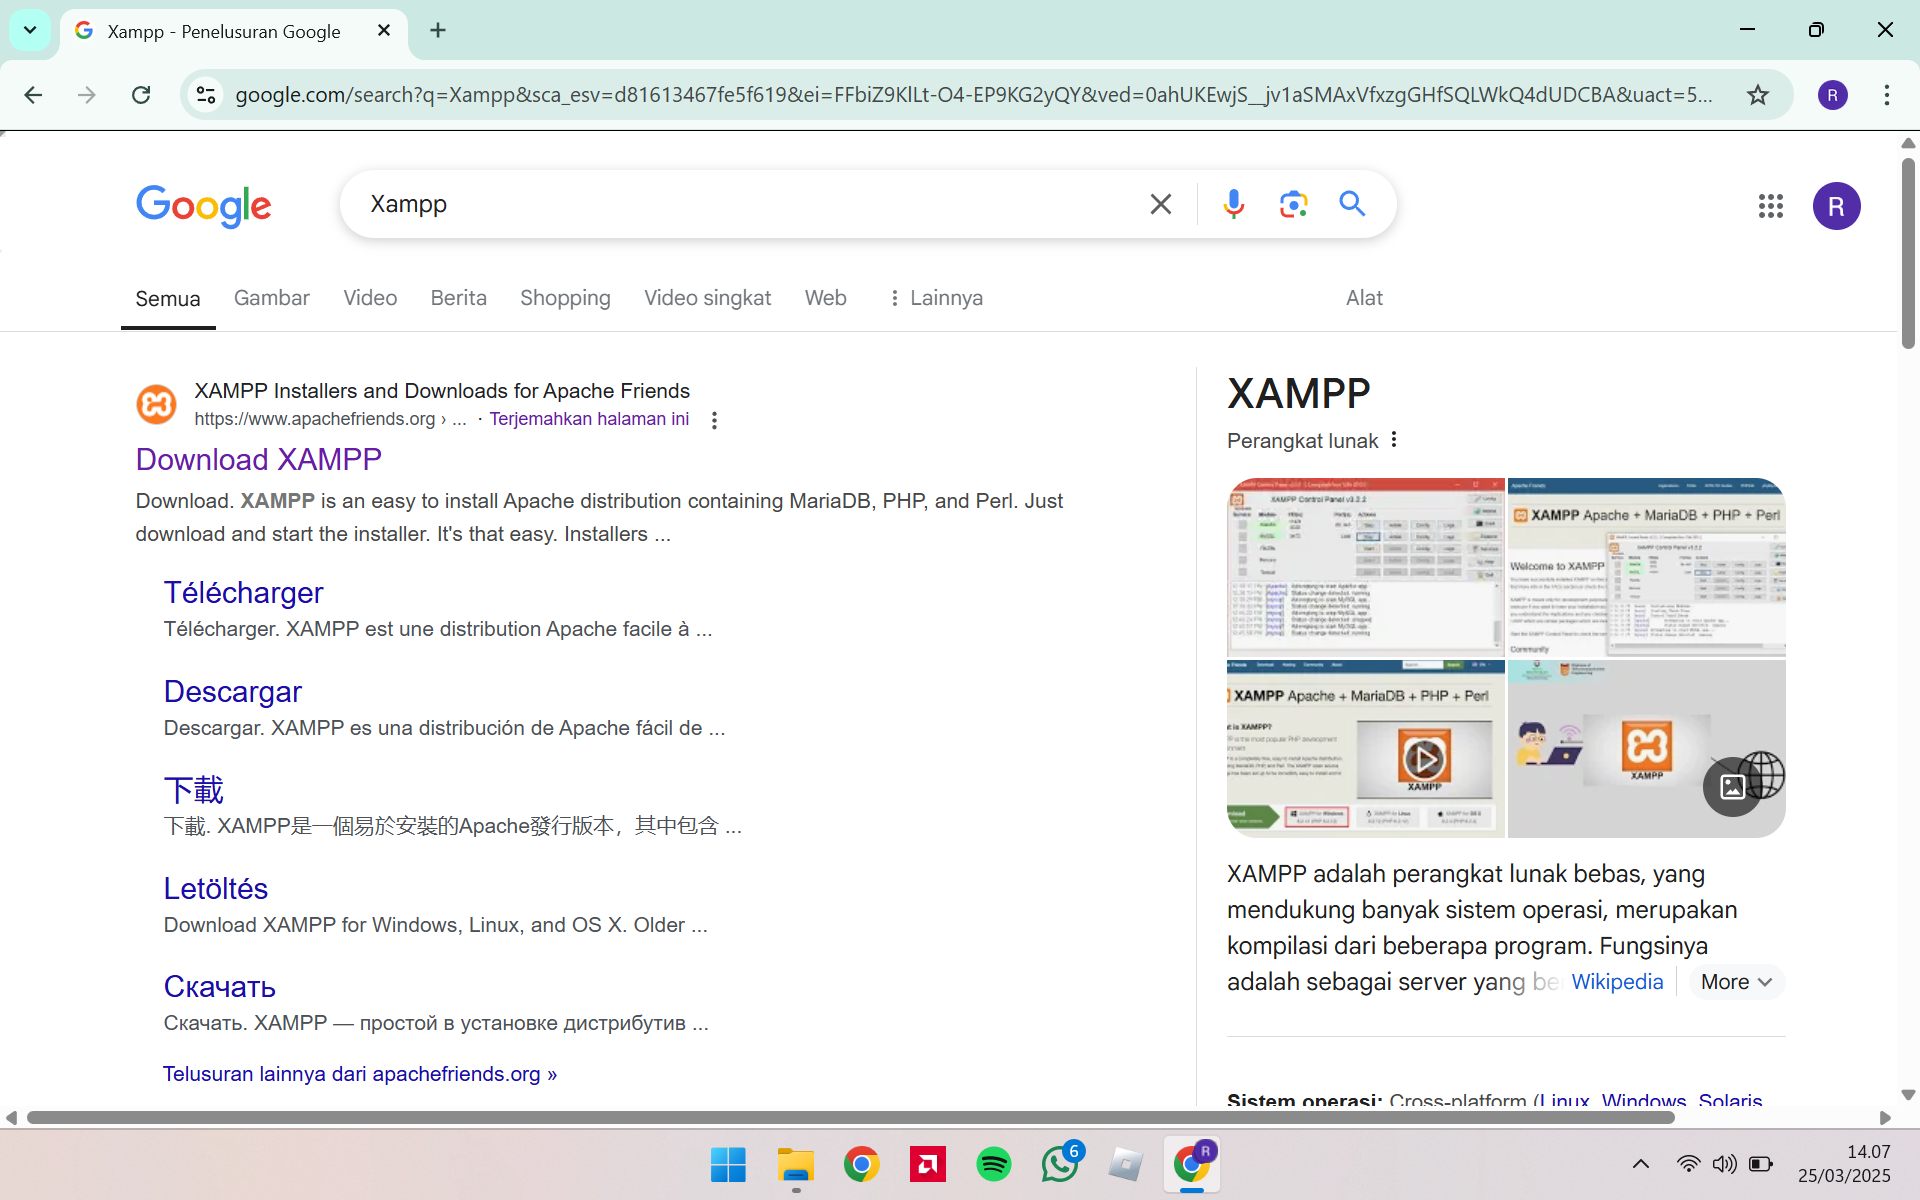 Xampp - Penelusuran Google
google.com/search?q=Xampp&sca_esv=d81613467fe5f619&ei=FFbiZ9KlLt-O4-EP9KG2yQY&ved=0ahUKEwjS__jv1aSMAxVfxzgGHfSQLWkQ4dUDCBA&uact=5...
R
Google
Xampp
R
Semua
Gambar
Video
Berita
Shopping
Video singkat
Web
Lainnya
Alat
XAMPP Installers and Downloads for Apache Friends
https://www.apachefriends.org › ... · Terjemahkan halaman ini
Download XAMPP
Download. XAMPP is an easy to install Apache distribution containing MariaDB, PHP, and Perl. Just
download and start the installer. It's that easy. Installers ...
Télécharger
Télécharger. XAMPP est une distribution Apache facile à ...
Descargar
Descargar. XAMPP es una distribución de Apache fácil de ...
下載
下載. XAMPP是一個易於安裝的Apache發行版本，其中包含 ...
Letöltés
Download XAMPP for Windows, Linux, and OS X. Older ...
Скачать
Скачать. XAMPP — простой в установке дистрибутив ...
Telusuran lainnya dari apachefriends.org »
XAMPP
Perangkat lunak
XAMPP Control Panel v3.2.2
XAMPP Apache + MariaDB + PHP + Perl
Welcome to XAMPP
Community
XAMPP Apache + MariaDB + PHP + Perl
XAMPP
XAMPP
XAMPP adalah perangkat lunak bebas, yang
mendukung banyak sistem operasi, merupakan
kompilasi dari beberapa program. Fungsinya
adalah sebagai server yang be Wikipedia More
Sistem operasi: Cross-platform (Linux, Windows, Solaris,
6
R
14.07
25/03/2025